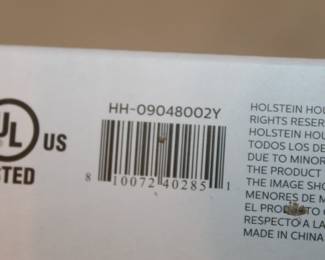 HH-09048002Y
UL US
STED
8 10072 40285 1
HOLSTEIN HOU
RIGHTS RESER
HOLSTEIN HOU
TODOS LOS DE
DUE TO MINOR
THE PRODUCT
THE IMAGE SHO
MENORES DE M
EL PRODUCTO
RESPECTO A LA
MADE IN CHINA